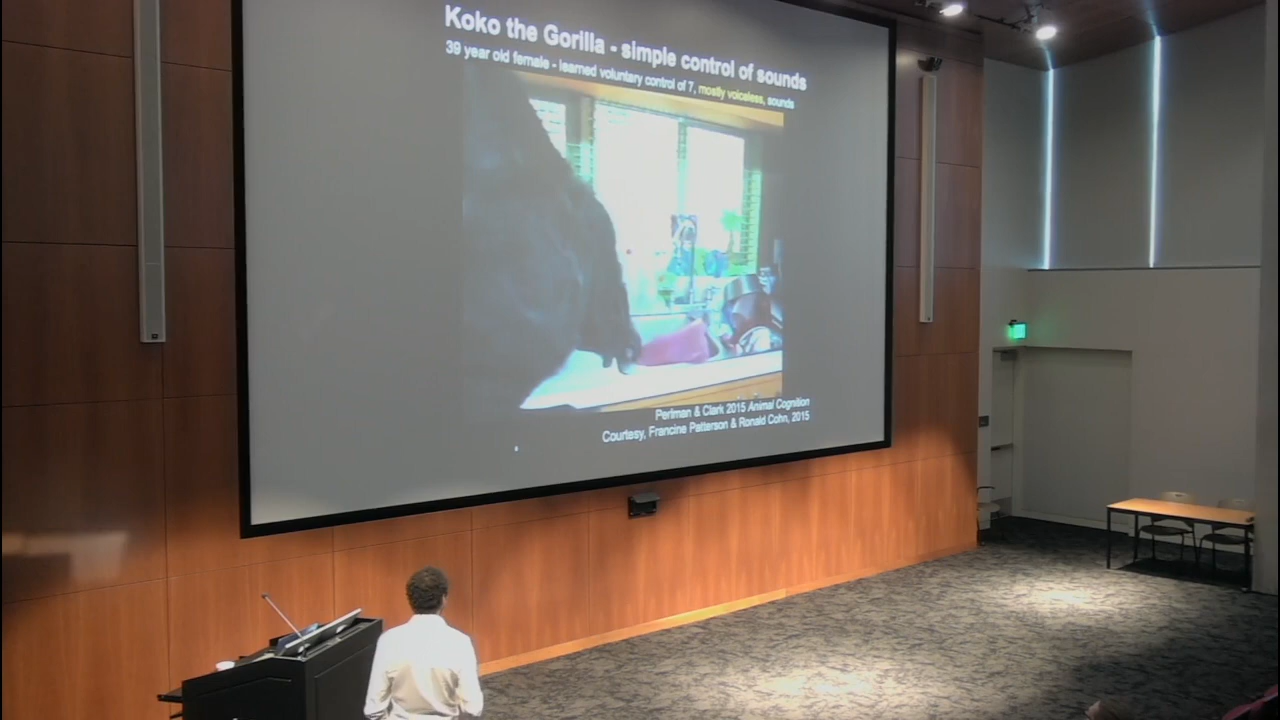 Koko the Gorilla - simple control of sounds
39 year old female - learned voluntary control of 7, mostly voiceless, sounds
Perlman & Clark 2015 Animal Cognition
Courtesy, Francine Patterson & Ronald Cohn, 2015